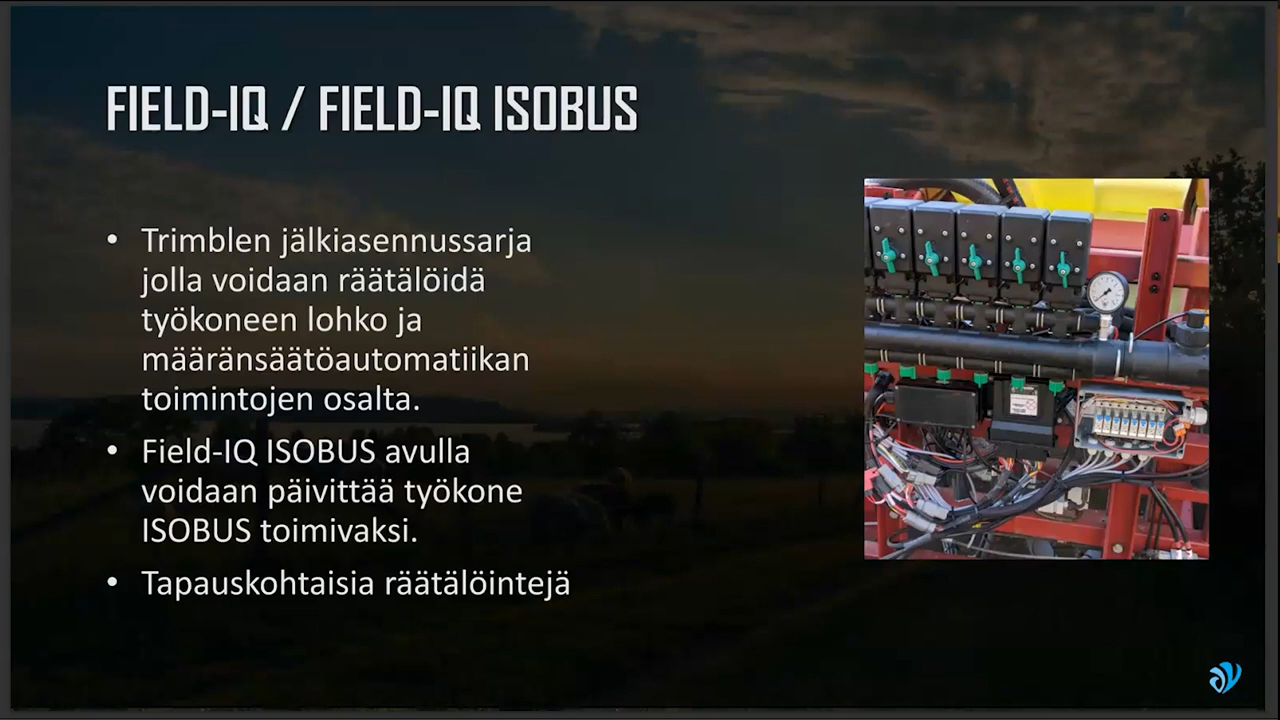 FIELD-IQ / FIELD-IQ ISOBUS
• Trimblen jälkiasennussarja
jolla voidaan räätälöidä
työkoneen lohko ja
määränsäätöautomatiikan
toimintojen osalta.
• Field-IQ ISOBUS avulla
voidaan päivittää työkone
ISOBUS toimivaksi.
• Tapauskohtaisia räätälöintejä